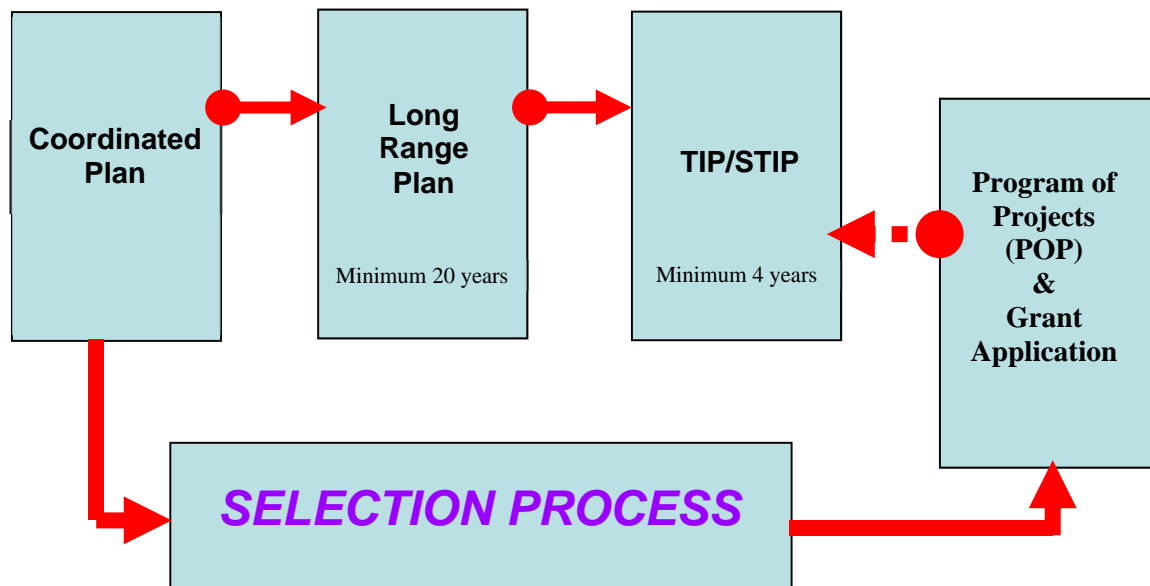 Coordinated
Plan
Long
Range
Plan
Minimum 20 years
TIP/STIP
Minimum 4 years
Program of
Projects
(POP)
&
Grant
Application
SELECTION PROCESS